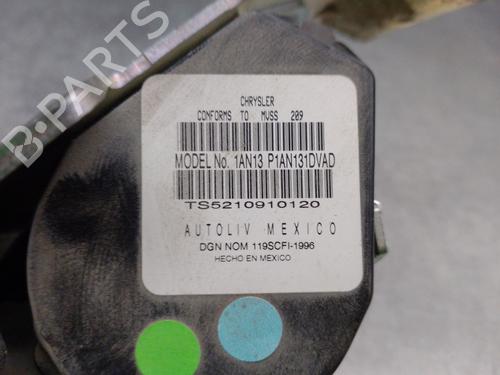 B-PARTS
CHRYSLER
CONFORMS TO MVSS 209
MODEL No. 1AN13 P1AN131DVAD
TS5210910120
AUTOLIV MEXICO
DGN NOM 119SCFI-1996
HECHO EN MEXICO